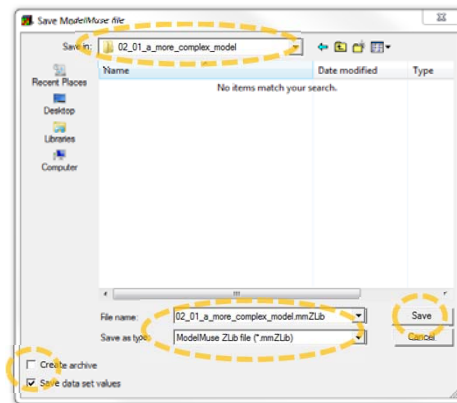 Save ModelMuse file
Save in: 02_01_a_more_complex_model
Name Date modified Type
No items match your search.
Recent Places
Desktop
Libraries
Computer
File name: 02_01_a_more_complex_model.mmZLib Save
Save as type: ModelMuse ZLib file (*.mmZLib) Cancel
Create archive
Save data set values